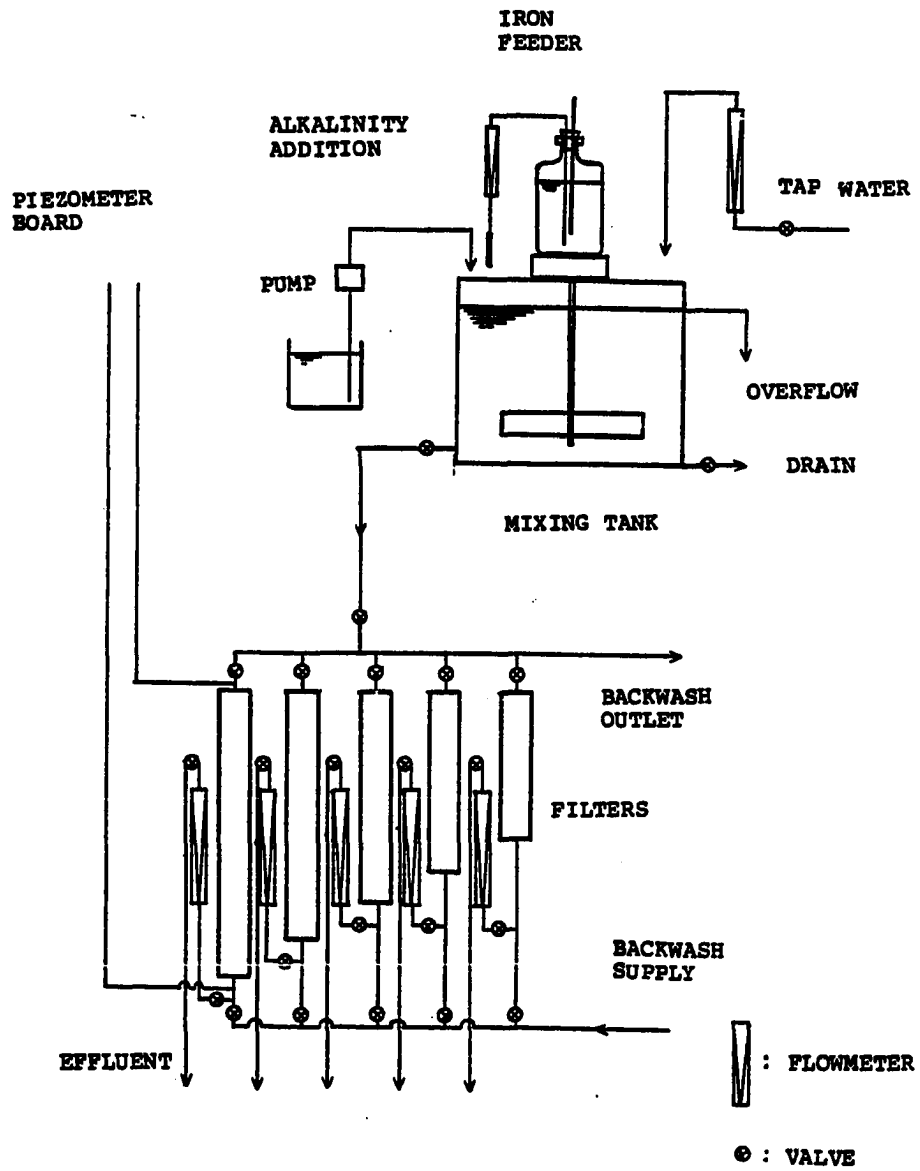 IRON
FEEDER
ALKALINITY
ADDITION
TAP WATER
PIEZOMETER
BOARD
PUMP
OVERFLOW
DRAIN
MIXING TANK
BACKWASH
OUTLET
FILTERS
BACKWASH
SUPPLY
EFFLUENT
: FLOWMETER
: VALVE